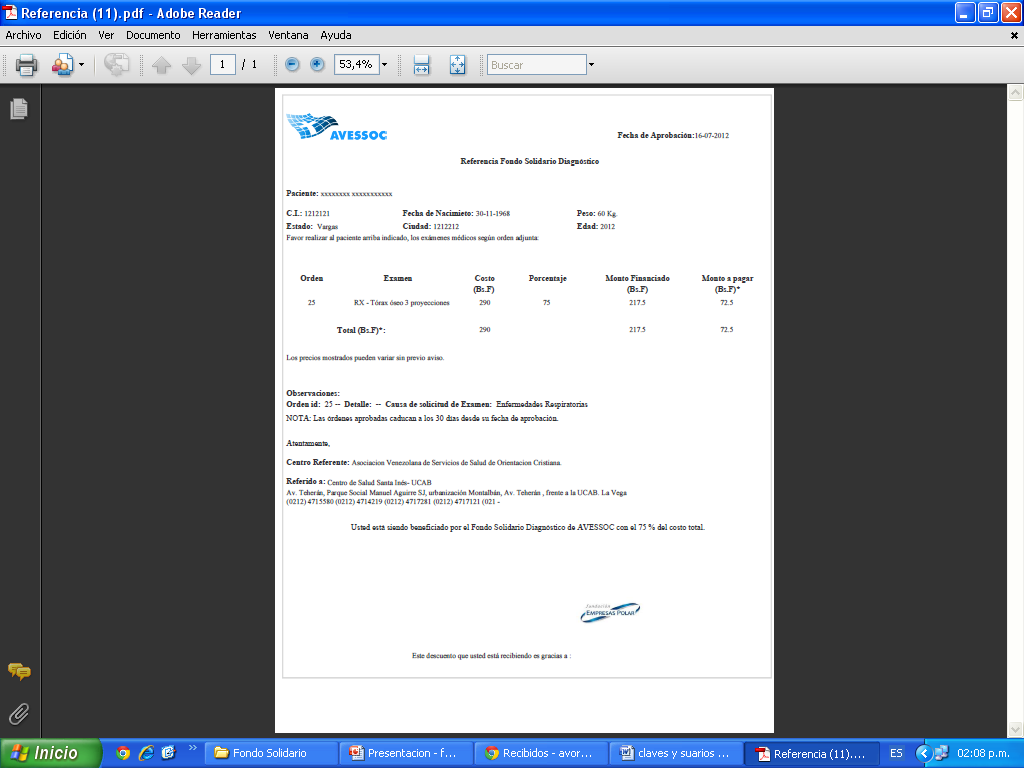 Referencia (11).pdf - Adobe Reader
Archivo Edición Ver Documento Herramientas Ventana Ayuda
1 / 1 53,4% Buscar
AVESSOC
Fecha de Aprobación:16-07-2012
Referencia Fondo Solidario Diagnóstico
Paciente: xxxxxxxx xxxxxxxxxxx
C.I.: 1212121 Fecha de Nacimieto: 30-11-1968 Peso: 60 Kg.
Estado: Vargas Ciudad: 1212212 Edad: 2012
Favor realizar al paciente arriba indicado, los exámenes médicos según orden adjunta:
Orden Examen Costo Porcentaje Monto Financiado Monto a pagar
(Bs.F) (Bs.F) (Bs.F)*
25 RX - Tórax óseo 3 proyecciones 290 75 217.5 72.5
Total (Bs.F)*: 290 217.5 72.5
Los precios mostrados pueden variar sin previo aviso.
Observaciones:
Orden id: 25 -- Detalle: -- Causa de solicitud de Examen: Enfermedades Respiratorias
NOTA: Las órdenes aprobadas caducan a los 30 días desde su fecha de aprobación.
Atentamente,
Centro Referente: Asociacion Venezolana de Servicios de Salud de Orientacion Cristiana.
Referido a: Centro de Salud Santa Inés- UCAB
Av. Teherán, Parque Social Manuel Aguirre SJ, urbanización Montalbán, Av. Teherán , frente a la UCAB. La Vega
(0212) 4715580 (0212) 4714219 (0212) 4717281 (0212) 4717121 (021 -
Usted está siendo beneficiado por el Fondo Solidario Diagnóstico de AVESSOC con el 75 % del costo total.
Fundación
EMPRESAS POLAR
Este descuento que usted está recibiendo es gracias a :
Inicio Fondo Solidario Presentacion - f... Recibidos - avor... claves y suarios ... Referencia (11).... ES 02:08 p.m.